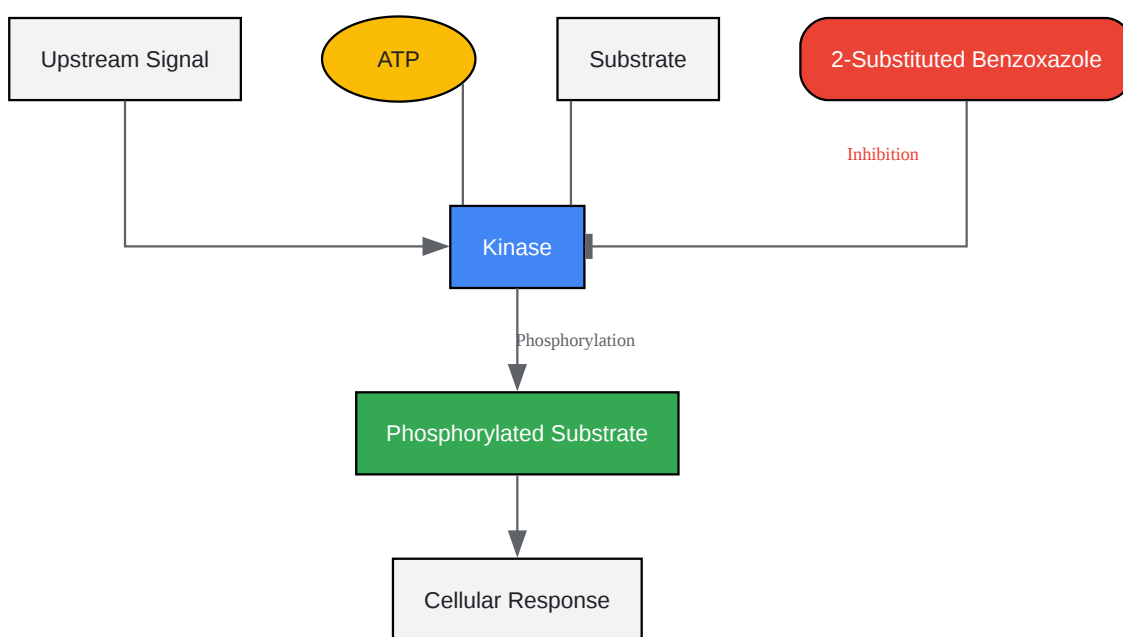 Upstream Signal
ATP
Substrate
2-Substituted Benzoxazole
Inhibition
Kinase
Phosphorylation
Phosphorylated Substrate
Cellular Response